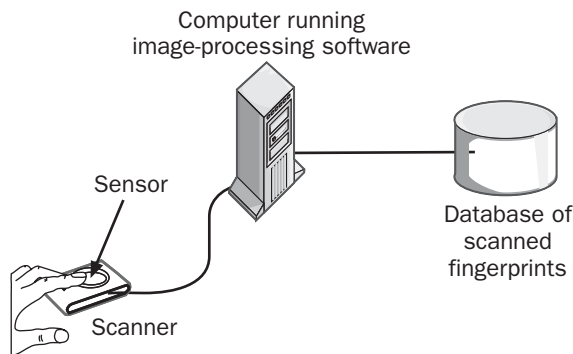 Computer running
image-processing software
Sensor
Database of
scanned
fingerprints
Scanner